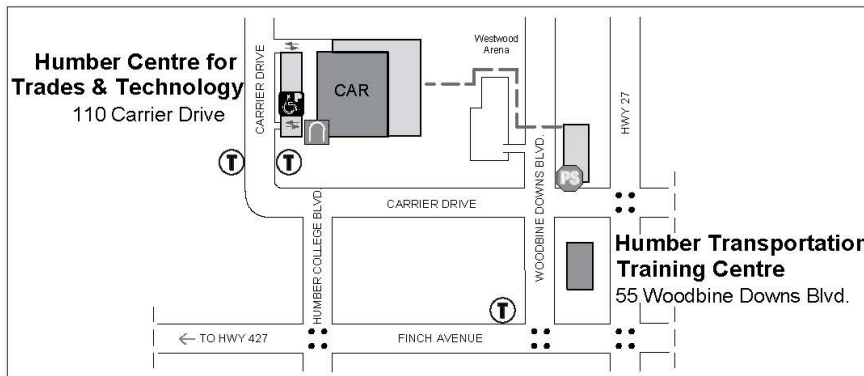 Humber Centre for
Trades & Technology
110 Carrier Drive
CARRIER DRIVE
P
CAR
Westwood
Arena
HWY 27
T
T
PS
CARRIER DRIVE
HUMBER COLLEGE BLVD.
WOODBINE DOWNS BLVD.
Humber Transportation
Training Centre
55 Woodbine Downs Blvd.
T
TO HWY 427
FINCH AVENUE